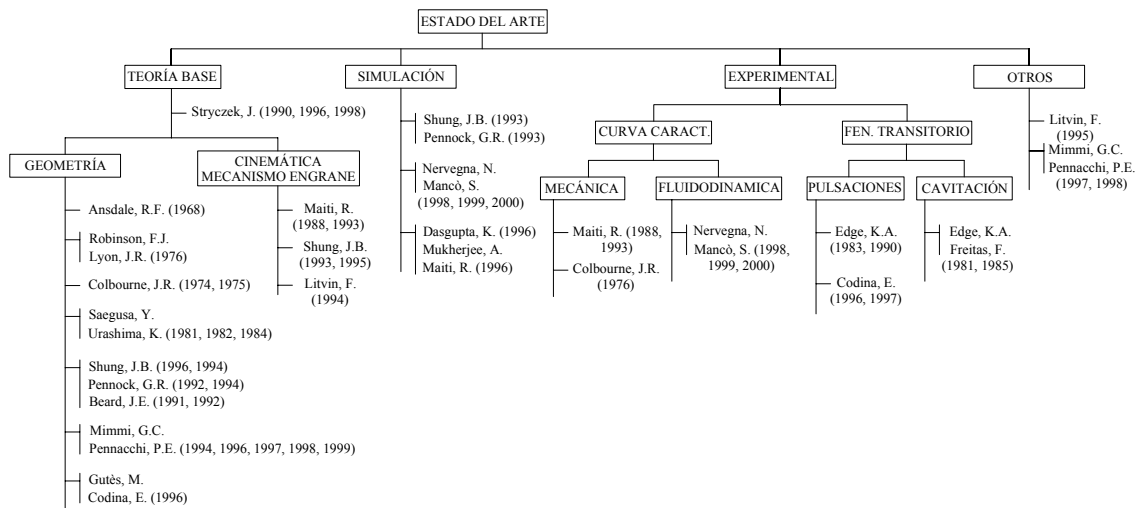 ESTADO DEL ARTE
TEORÍA BASE
Stryczek, J. (1990, 1996, 1998)
GEOMETRÍA
Ansdale, R.F. (1968)
Robinson, F.J.
Lyon, J.R. (1976)
Colbourne, J.R. (1974, 1975)
Saegusa, Y.
Urashima, K. (1981, 1982, 1984)
Shung, J.B. (1996, 1994)
Pennock, G.R. (1992, 1994)
Beard, J.E. (1991, 1992)
Mimmi, G.C.
Pennacchi, P.E. (1994, 1996, 1997, 1998, 1999)
Gutès, M.
Codina, E. (1996)
CINEMÁTICA
MECANISMO ENGRANE
Maiti, R.
(1988, 1993)
Shung, J.B.
(1993, 1995)
Litvin, F.
(1994)
SIMULACIÓN
Shung, J.B. (1993)
Pennock, G.R. (1993)
Nervegna, N.
Mancò, S.
(1998, 1999, 2000)
Dasgupta, K. (1996)
Mukherjee, A.
Maiti, R. (1996)
EXPERIMENTAL
CURVA CARACT.
MECÁNICA
Maiti, R. (1988,
1993)
Colbourne, J.R.
(1976)
FLUIDODINAMICA
Nervegna, N.
Mancò, S. (1998,
1999, 2000)
FEN. TRANSITORIO
PULSACIONES
Edge, K.A.
(1983, 1990)
Codina, E.
(1996, 1997)
CAVITACIÓN
Edge, K.A.
Freitas, F.
(1981, 1985)
OTROS
Litvin, F.
(1995)
Mimmi, G.C.
Pennacchi, P.E.
(1997, 1998)